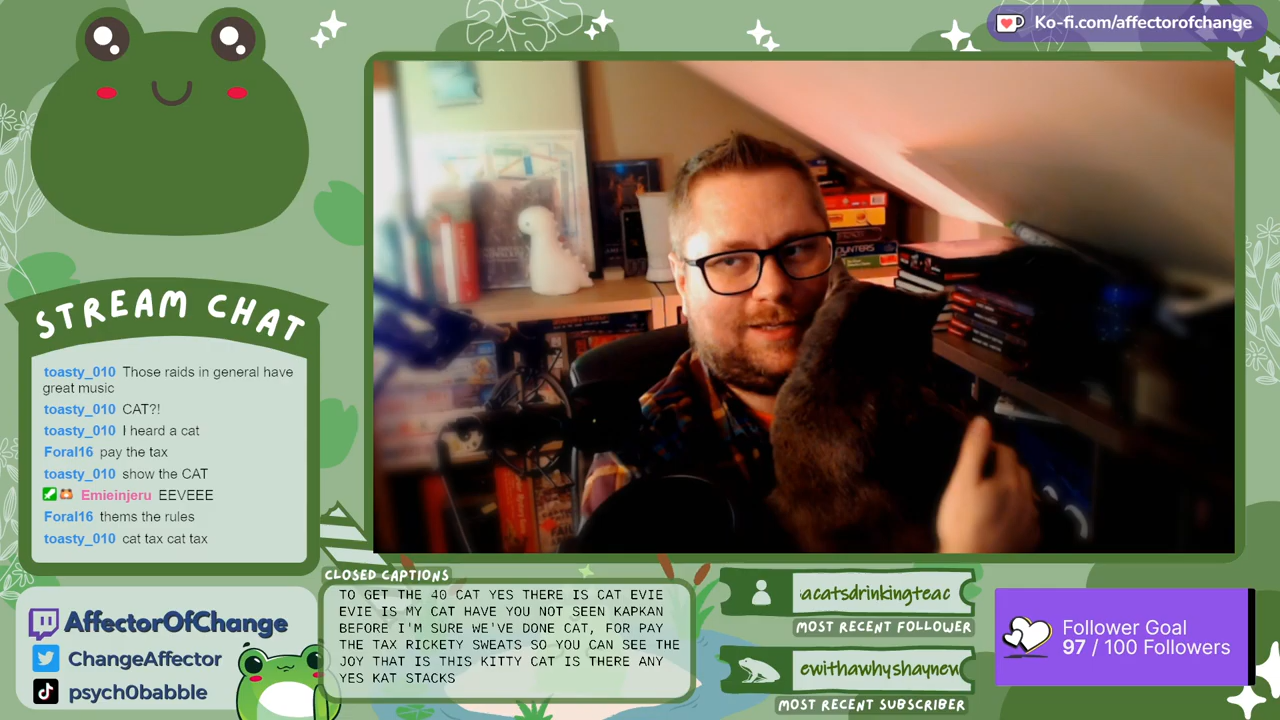 Ko-fi.com/affectorofchange
STREAM CHAT
toasty_010 Those raids in general have
great music
toasty_010 CAT?!
toasty_010 I heard a cat
Foral16 pay the tax
toasty_010 show the CAT
Emieinjeru EEVEEE
Foral16 thems the rules
toasty_010 cat tax cat tax
AffectorOfChange
ChangeAffector
psych0babble
CLOSED CAPTIONS
TO GET THE 40 CAT YES THERE IS CAT EVIE
EVIE IS MY CAT HAVE YOU NOT SEEN KAPKAN
BEFORE I'M SURE WE'VE DONE CAT, FOR PAY
THE TAX RICKETY SWEATS SO YOU CAN SEE THE
JOY THAT IS THIS KITTY CAT IS THERE ANY
YES KAT STACKS
acatsdrinkingteac
MOST RECENT FOLLOWER
ewithawhyshaynew
MOST RECENT SUBSCRIBER
Follower Goal
97 / 100 Followers